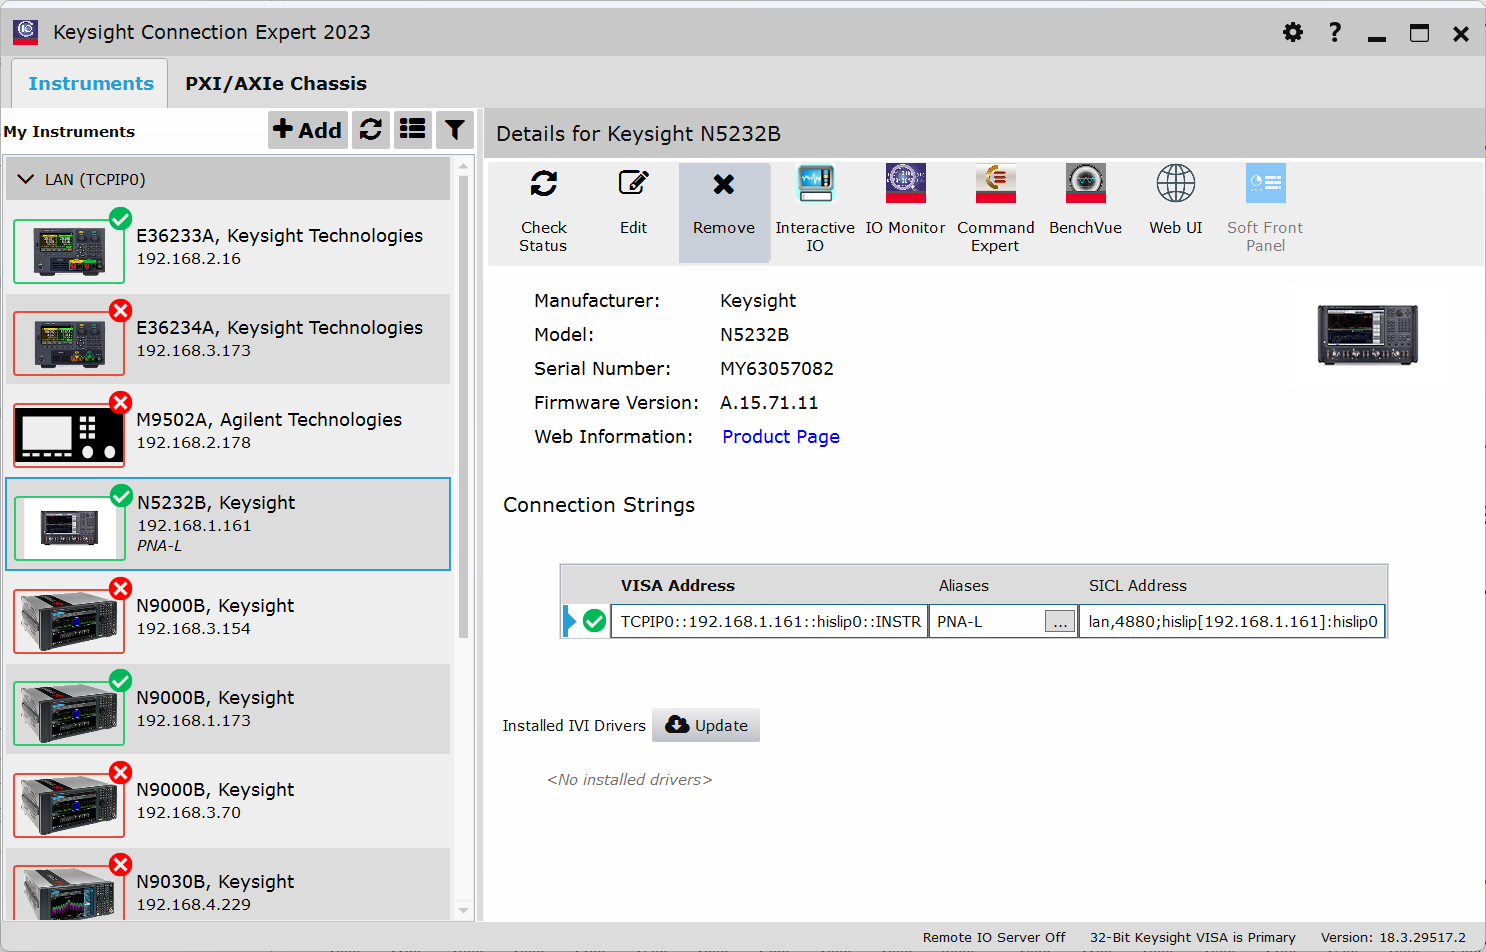 Keysight Connection Expert 2023
Instruments
PXI/AXIe Chassis
My Instruments
Add
LAN (TCPIP0)
E36233A, Keysight Technologies
192.168.2.16
E36234A, Keysight Technologies
192.168.3.173
M9502A, Agilent Technologies
192.168.2.178
N5232B, Keysight
192.168.1.161
PNA-L
N9000B, Keysight
192.168.3.154
N9000B, Keysight
192.168.1.173
N9000B, Keysight
192.168.3.70
N9030B, Keysight
192.168.4.229
Details for Keysight N5232B
Check Status
Edit
Remove
Interactive IO
IO Monitor
Command Expert
BenchVue
Web UI
Soft Front Panel
Manufacturer: Keysight
Model: N5232B
Serial Number: MY63057082
Firmware Version: A.15.71.11
Web Information: Product Page
Connection Strings
VISA Address Aliases SICL Address
TCPIP0::192.168.1.161::hislip0::INSTR PNA-L ... lan,4880;hislip[192.168.1.161]:hislip0
Installed IVI Drivers Update
<No installed drivers>
Remote IO Server Off 32-Bit Keysight VISA is Primary Version: 18.3.29517.2